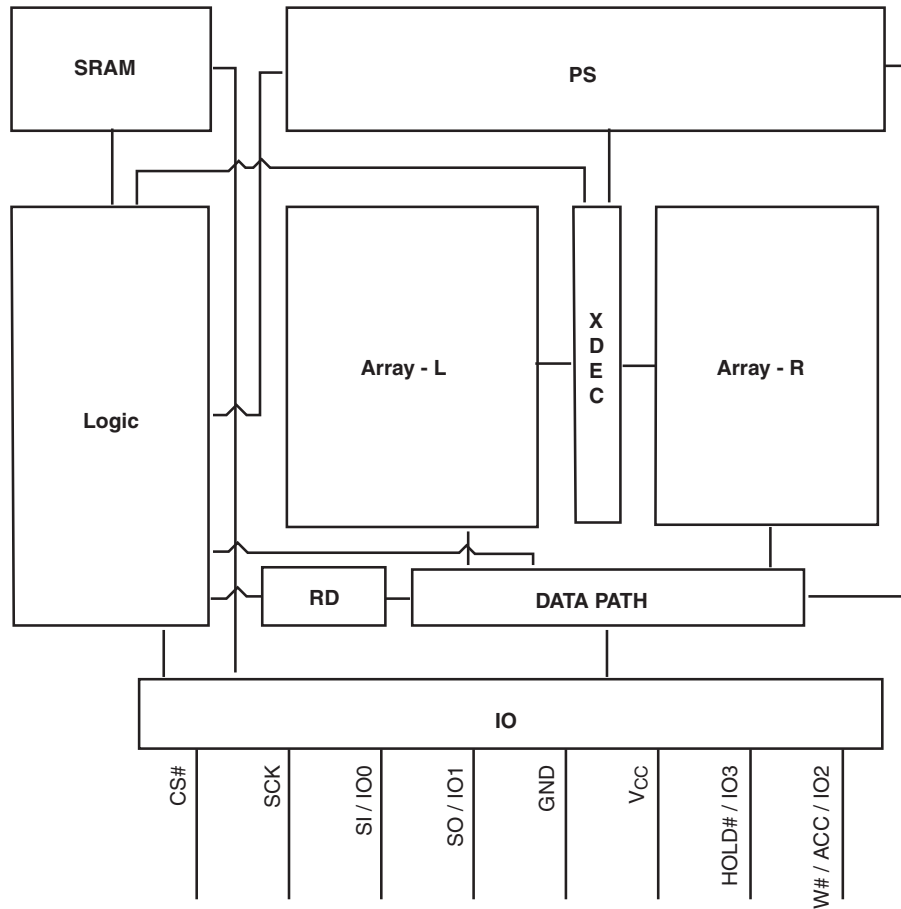 SRAM
PS
X
D
E
C
Array - L
Array - R
Logic
RD
DATA PATH
IO
CS#
SCK
SI / IO0
SO / IO1
GND
VCC
HOLD# / IO3
W# / ACC / IO2